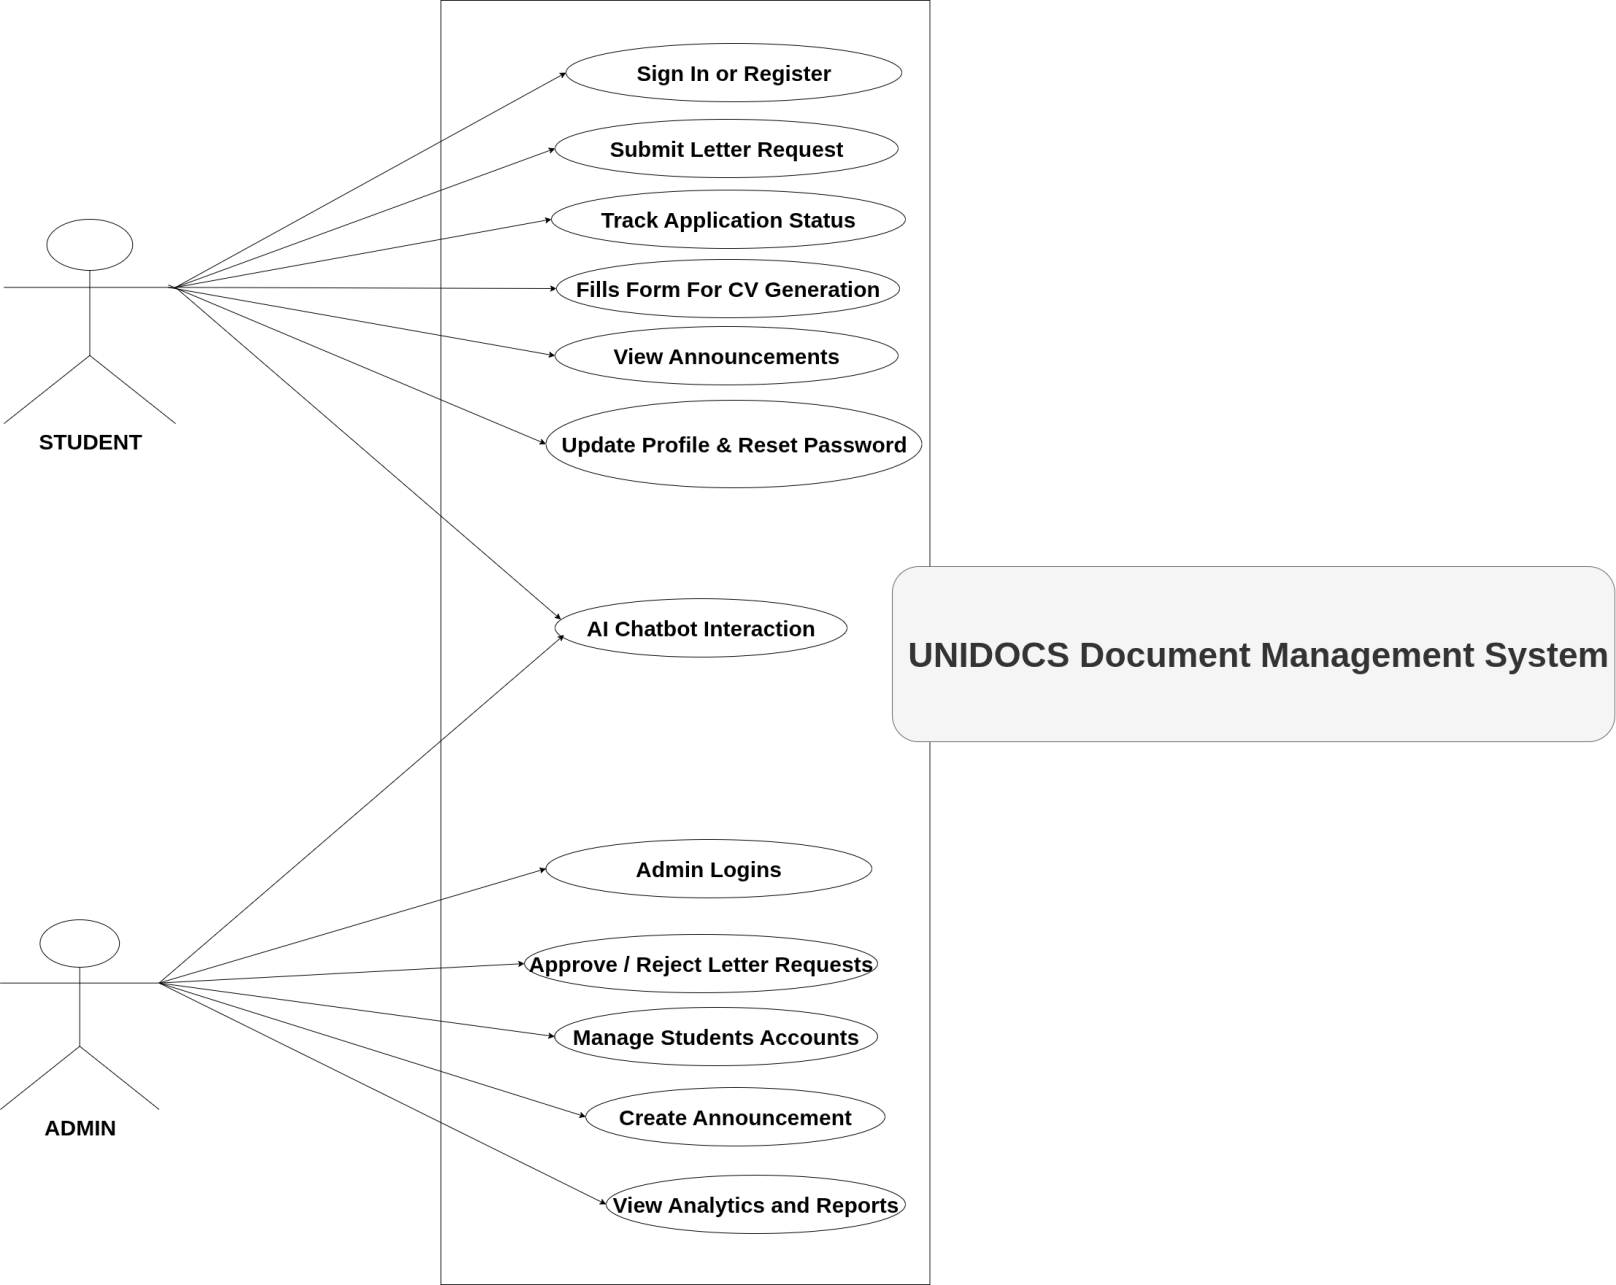 Sign In or Register
Submit Letter Request
Track Application Status
Fills Form For CV Generation
View Announcements
Update Profile & Reset Password
STUDENT
AI Chatbot Interaction
UNIDOCS Document Management System
Admin Logins
Approve / Reject Letter Requests
Manage Students Accounts
Create Announcement
ADMIN
View Analytics and Reports